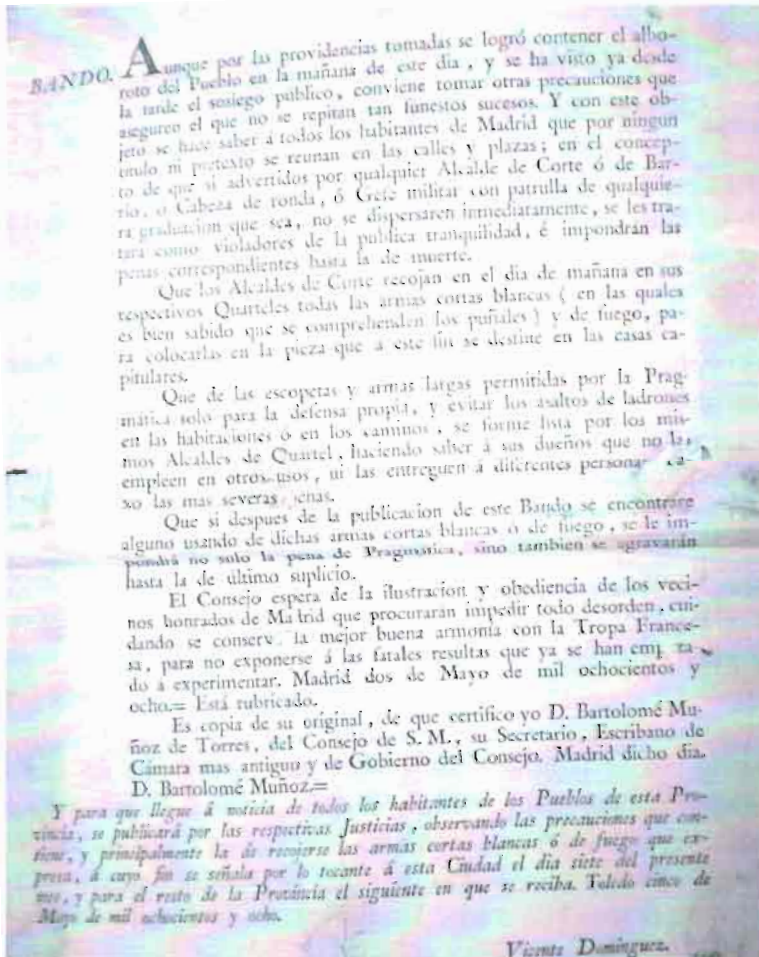 BANDO. Aunque por las providencias tomadas se logró contener el albo-
roto del Pueblo en la mañana de este dia, y se ha visto ya desde
la tarde el sosiego público, conviene tomar otras precauciones que
aseguren el que no se repitan tan funestos sucesos. Y con este ob-
jeto se hace saber á todos los habitantes de Madrid que por ningun
titulo ni pretexto se reunan en las calles y plazas; en el concep-
to de que si advertidos por qualquier Alcalde de Corte ó de Bar-
rio, ó Cabeza de ronda, ó Gefe militar con patrulla de qualquie-
ra graduacion que sea, no se dispersaren inmediatamente, se les tra-
tará como violadores de la publica tranquilidad, é impondrán las
penas correspondientes hasta la de muerte.
Que los Alcaldes de Corte recojan en el dia de mañana en sus
respectivos Quarteles todas las armas cortas blancas ( en las quales
es bien sabido que se comprehenden los puñales ) y de fuego, pa-
ra colocarlas en la pieza que a este fin se destine en las casas ca-
pitulares.
Que de las escopetas y armas largas permitidas por la Prag-
mática solo para la defensa propia, y evitar los asaltos de ladrones
en las habitaciones ó en los caminos, se forme lista por los mis-
mos Alcaldes de Quartel, haciendo saber á sus dueños que no las
empleen en otros usos, ni las entreguen á diferentes personas
xo las mas severas penas.
Que si despues de la publicacion de este Bando se encontrare
alguno usando de dichas armas cortas blancas ó de fuego, se le im-
pondrá no solo la pena de Pragmática, sino tambien se agravarán
hasta la de último suplicio.
El Consejo espera de la ilustracion y obediencia de los veci-
nos honrados de Madrid que procurarán impedir todo desorden, cui-
dando se conserve la mejor buena armonía con la Tropa France-
sa, para no exponerse á las fatales resultas que ya se han empeza-
do á experimentar. Madrid dos de Mayo de mil ochocientos y
ocho.= Está rubricado.
Es copia de su original, de que certifico yo D. Bartolomé Mu-
ñoz de Torres, del Consejo de S. M., su Secretario, Escribano de
Cámara mas antiguo y de Gobierno del Consejo. Madrid dicho dia.
D. Bartolomé Muñoz.=
Y para que llegue á noticia de todos los habitantes de los Pueblos de esta Pro-
vincia, se publicará por las respectivas Justicias, observando las precauciones que con-
tiene, y principalmente la de recojerse las armas cortas blancas ó de fuego que ex-
presa, á cuyo fin se señala por lo tocante á esta Ciudad el dia siete del presente
mes, y para el resto de la Provincia el siguiente en que se reciba. Toledo cinco de
Mayo de mil ochocientos y ocho.
Vicente Dominguez.